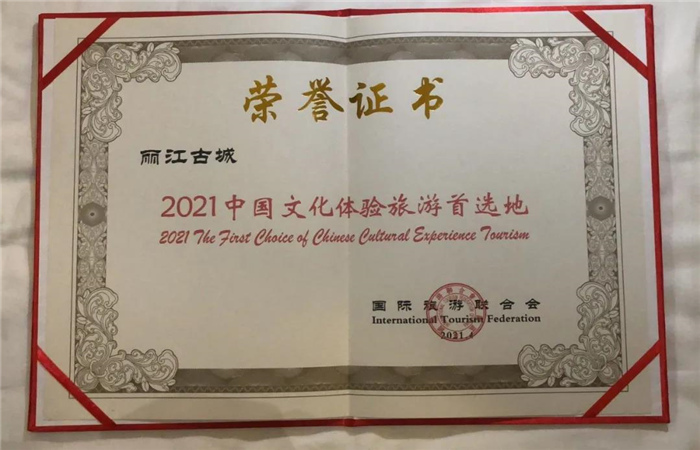 荣誉证书
丽江古城
2021中国文化体验旅游首选地
2021 The First Choice of Chinese Cultural Experience Tourism
国际旅游联合会
International Tourism Federation
2021.4